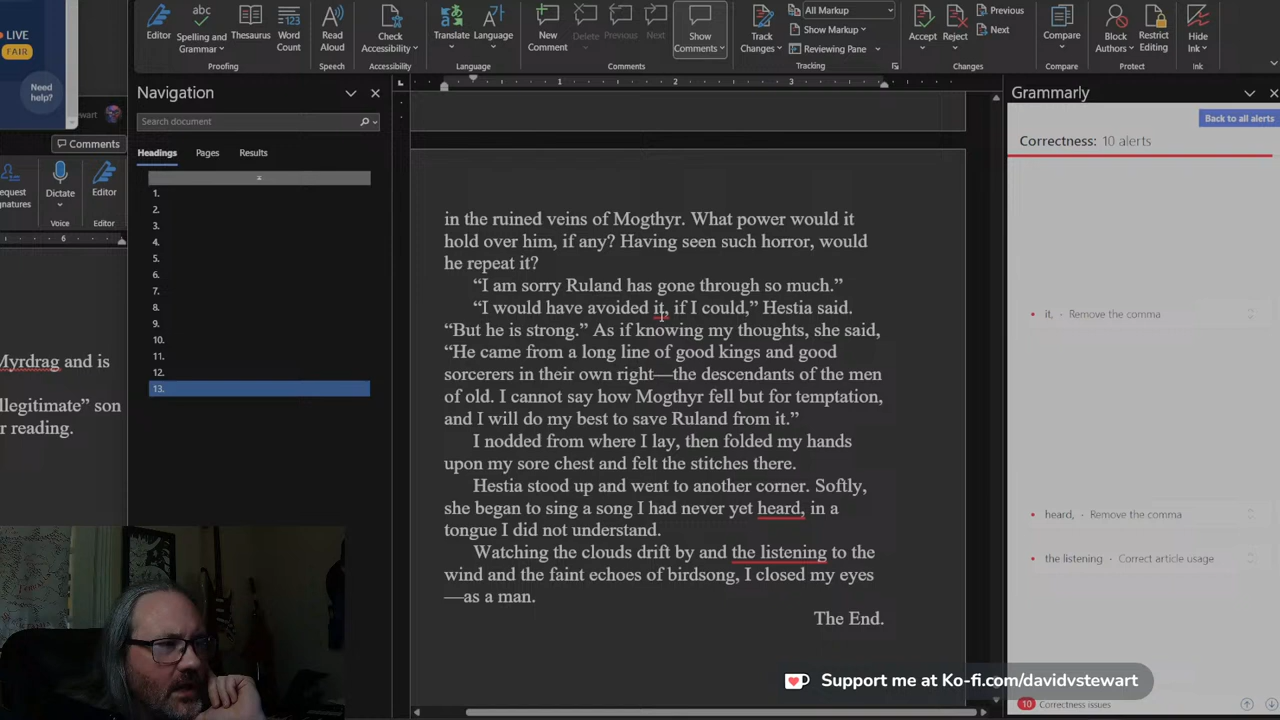 LIVE
FAIR
Need help?
wart
Comments
equest
gnatures
Dictate
Editor
Voice
Editor
6
Myrdrag and is
llegitimate” son
r reading.
Editor
Spelling and Grammar
Thesaurus
Word Count
Proofing
Read Aloud
Speech
Check Accessibility
Accessibility
Translate
Language
Language
New Comment
Delete
Previous
Next
Show Comments
Comments
Track Changes
All Markup
Show Markup
Reviewing Pane
Tracking
Accept
Reject
Previous
Next
Changes
Compare
Compare
Block Authors
Restrict Editing
Protect
Hide Ink
Ink
Navigation
Search document
Headings
Pages
Results
1.
2.
3.
4.
5.
6.
7.
8.
9.
10.
11.
12.
13.
2
3
in the ruined veins of Mogthyr. What power would it
hold over him, if any? Having seen such horror, would
he repeat it?
“I am sorry Ruland has gone through so much.”
“I would have avoided it, if I could,” Hestia said.
“But he is strong.” As if knowing my thoughts, she said,
“He came from a long line of good kings and good
sorcerers in their own right—the descendants of the men
of old. I cannot say how Mogthyr fell but for temptation,
and I will do my best to save Ruland from it.”
I nodded from where I lay, then folded my hands
upon my sore chest and felt the stitches there.
Hestia stood up and went to another corner. Softly,
she began to sing a song I had never yet heard, in a
tongue I did not understand.
Watching the clouds drift by and the listening to the
wind and the faint echoes of birdsong, I closed my eyes
—as a man.
The End.
Grammarly
Back to all alerts
Correctness: 10 alerts
it, • Remove the comma
heard, • Remove the comma
the listening • Correct article usage
10 Correctness issues
Support me at Ko-fi.com/davidvstewart